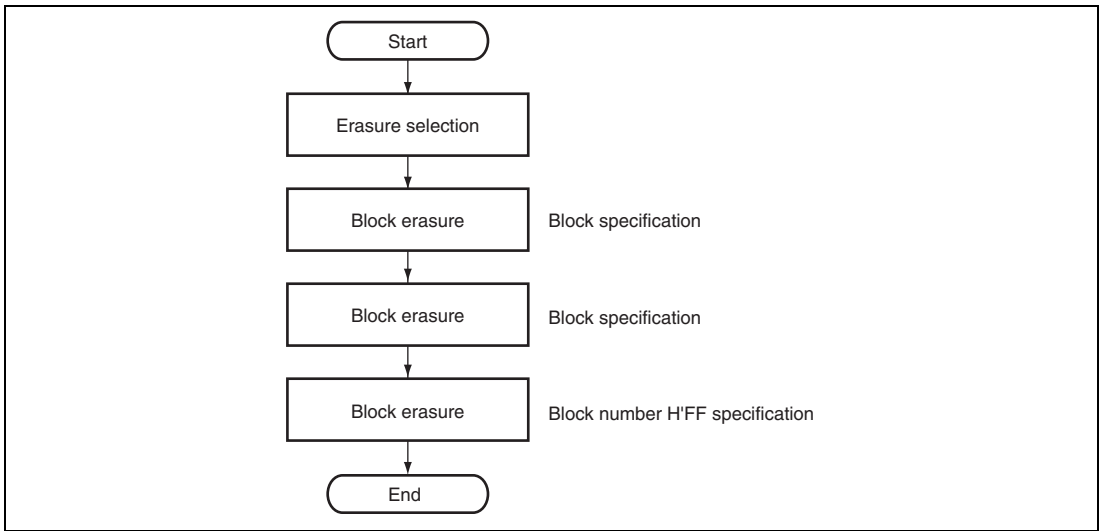 Start
Erasure selection
Block erasure
Block specification
Block erasure
Block specification
Block erasure
Block number H'FF specification
End